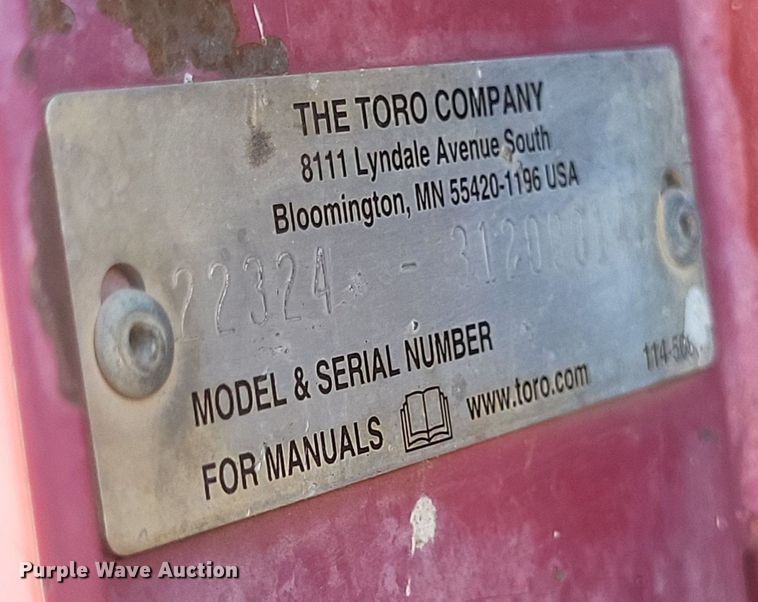 THE TORO COMPANY
8111 Lyndale Avenue South
Bloomington, MN 55420-1196 USA
22324 -
MODEL & SERIAL NUMBER
FOR MANUALS www.toro.com
Purple Wave Auction